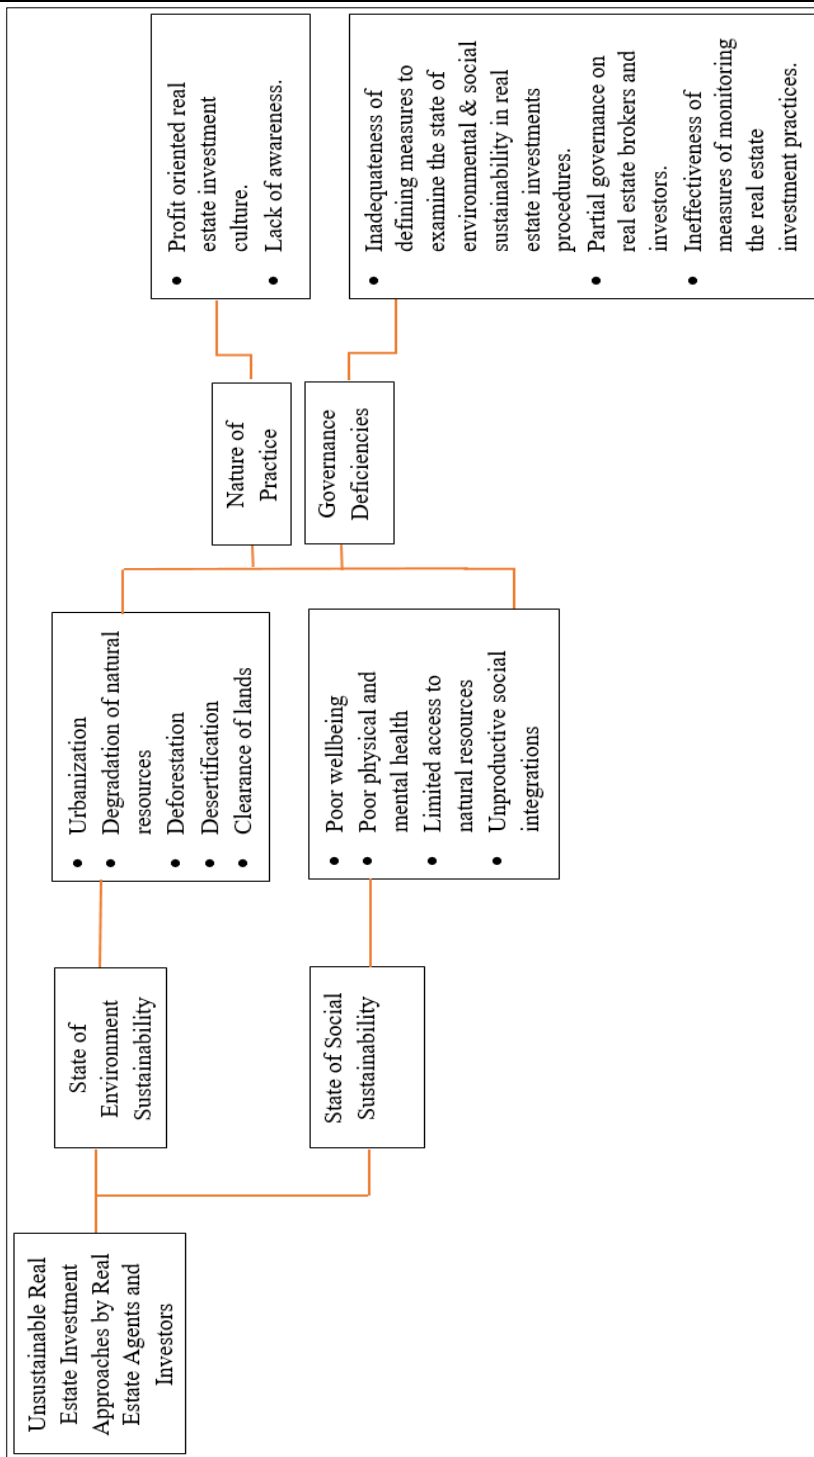 Unsustainable Real
Estate Investment
Approaches by Real
Estate Agents and
Investors
State of
Environment
Sustainability
State of Social
Sustainability
• Urbanization
• Degradation of natural
resources
• Deforestation
• Desertification
• Clearance of lands
• Poor wellbeing
• Poor physical and
mental health
• Limited access to
natural resources
• Unproductive social
integrations
Nature of
Practice
Governance
Deficiencies
• Profit oriented real
estate investment
culture.
• Lack of awareness.
• Inadequateness of
defining measures to
examine the state of
environmental & social
sustainability in real
estate investments
procedures.
• Partial governance on
real estate brokers and
investors.
• Ineffectiveness of
measures of monitoring
the real estate
investment practices.